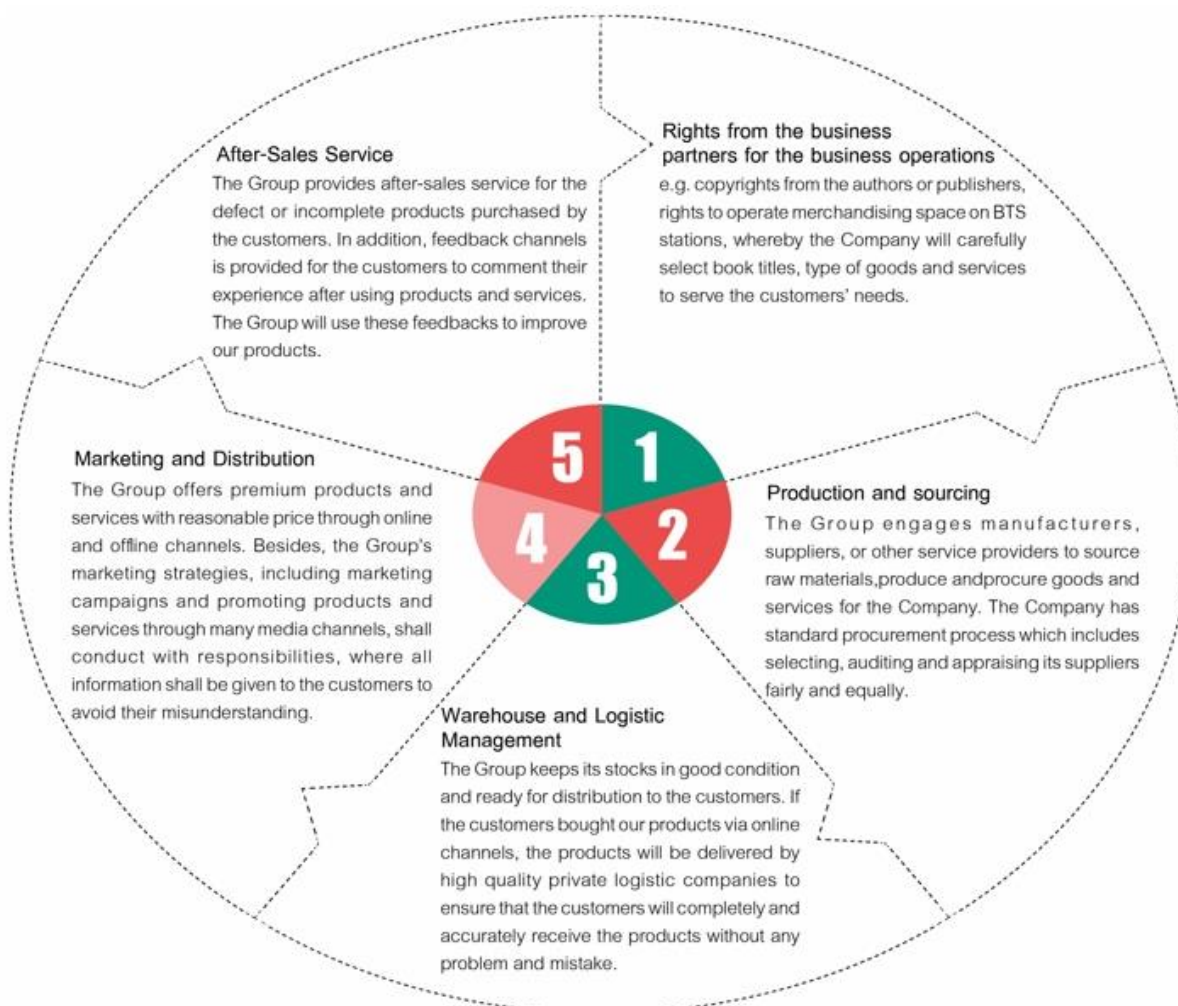 Rights from the business
partners for the business operations
e.g. copyrights from the authors or publishers,
rights to operate merchandising space on BTS
stations, whereby the Company will carefully
select book titles, type of goods and services
to serve the customers' needs.
After-Sales Service
The Group provides after-sales service for the
defect or incomplete products purchased by
the customers. In addition, feedback channels
is provided for the customers to comment their
experience after using products and services.
The Group will use these feedbacks to improve
our products.
5
1
4
2
3
Marketing and Distribution
The Group offers premium products and
services with reasonable price through online
and offline channels. Besides, the Group's
marketing strategies, including marketing
campaigns and promoting products and
services through many media channels, shall
conduct with responsibilities, where all
information shall be given to the customers to
avoid their misunderstanding.
Production and sourcing
The Group engages manufacturers,
suppliers, or other service providers to source
raw materials,produce andprocure goods and
services for the Company. The Company has
standard procurement process which includes
selecting, auditing and appraising its suppliers
fairly and equally.
Warehouse and Logistic
Management
The Group keeps its stocks in good condition
and ready for distribution to the customers. If
the customers bought our products via online
channels, the products will be delivered by
high quality private logistic companies to
ensure that the customers will completely and
accurately receive the products without any
problem and mistake.